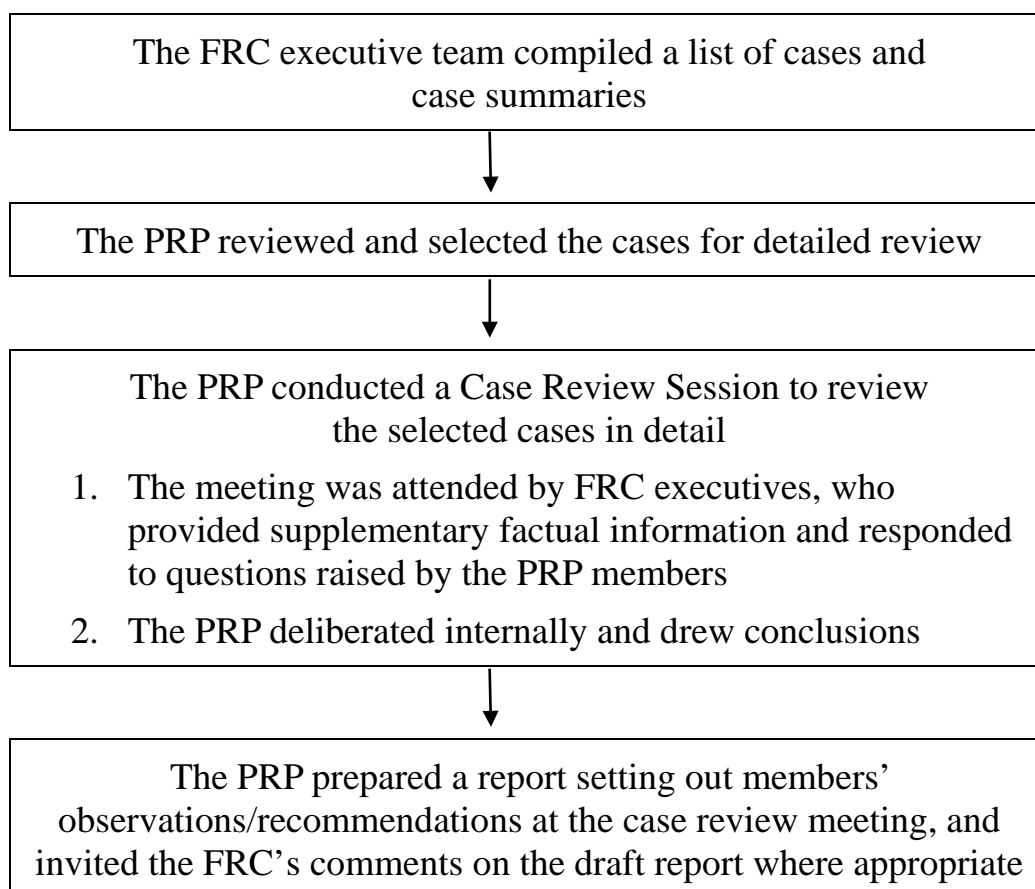 The FRC executive team compiled a list of cases and
case summaries
The PRP reviewed and selected the cases for detailed review
The PRP conducted a Case Review Session to review
the selected cases in detail
1. The meeting was attended by FRC executives, who
provided supplementary factual information and responded
to questions raised by the PRP members
2. The PRP deliberated internally and drew conclusions
The PRP prepared a report setting out members’
observations/recommendations at the case review meeting, and
invited the FRC’s comments on the draft report where appropriate